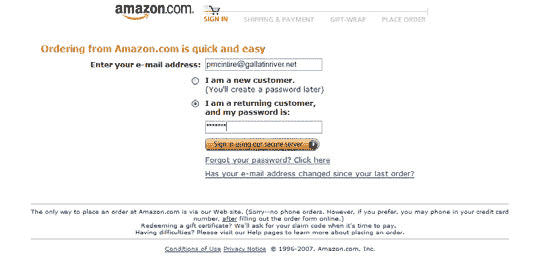 amazon.com.
SIGN IN SHIPPING & PAYMENT GIFT-WRAP PLACE ORDER
Ordering from Amazon.com is quick and easy
Enter your e-mail address: pmcintire@gallatinriver.net
I am a new customer.
(You'll create a password later)
I am a returning customer,
and my password is:
*******
Sign in using our secure server
Forgot your password? Click here
Has your e-mail address changed since your last order?
The only way to place an order at Amazon.com is via our Web site. (Sorry--no phone orders. However, if you prefer, you may phone in your credit card
number, after filling out the order form online.)
Redeeming a gift certificate? We'll ask for your claim code when it's time to pay.
Having difficulties? Please visit our Help pages to learn more about placing an order.
Conditions of Use Privacy Notice © 1996-2007, Amazon.com, Inc.